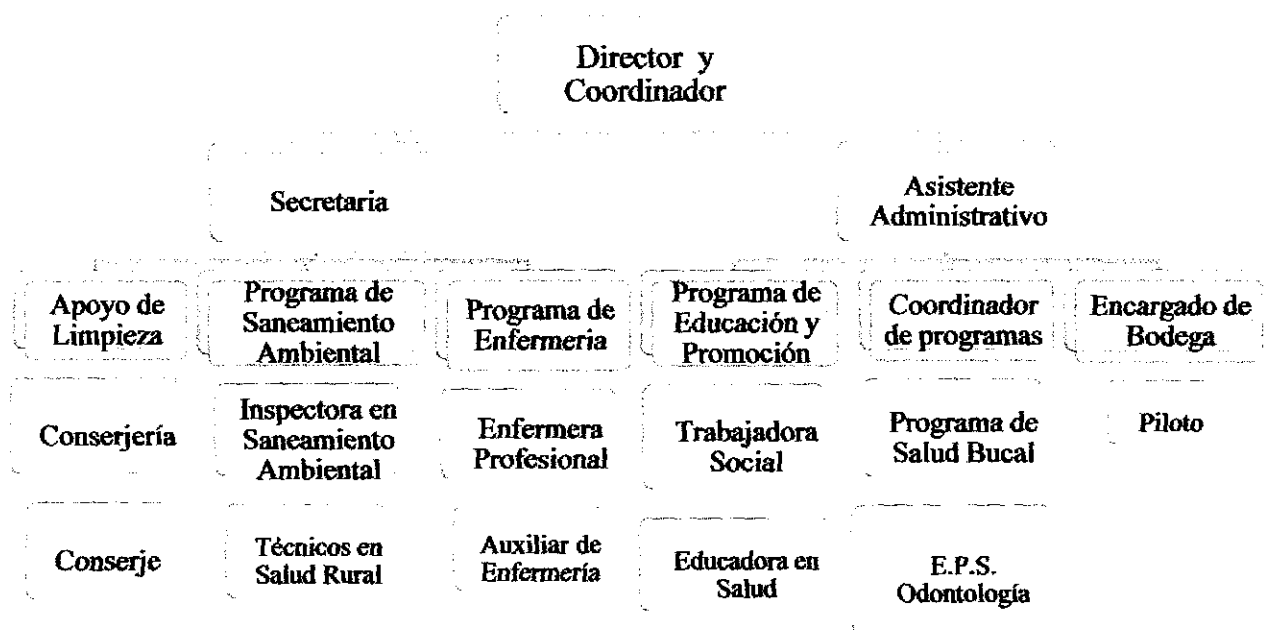 Director y
Coordinador
Secretaria
Asistente
Administrativo
Apoyo de
Limpieza
Programa de
Saneamiento
Ambiental
Programa de
Enfermeria
Programa de
Educación y
Promoción
Coordinador
de programas
Encargado de
Bodega
Conserjería
Inspectora en
Saneamiento
Ambiental
Enfermera
Profesional
Trabajadora
Social
Programa de
Salud Bucal
Piloto
Conserje
Técnicos en
Salud Rural
Auxiliar de
Enfermería
Educadora en
Salud
E.P.S.
Odontología